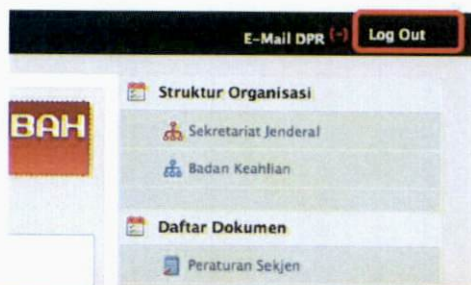 E-Mail DPR (-) Log Out
Struktur Organisasi
BAH
Sekretariat Jenderal
Badan Keahlian
Daftar Dokumen
Peraturan Sekjen